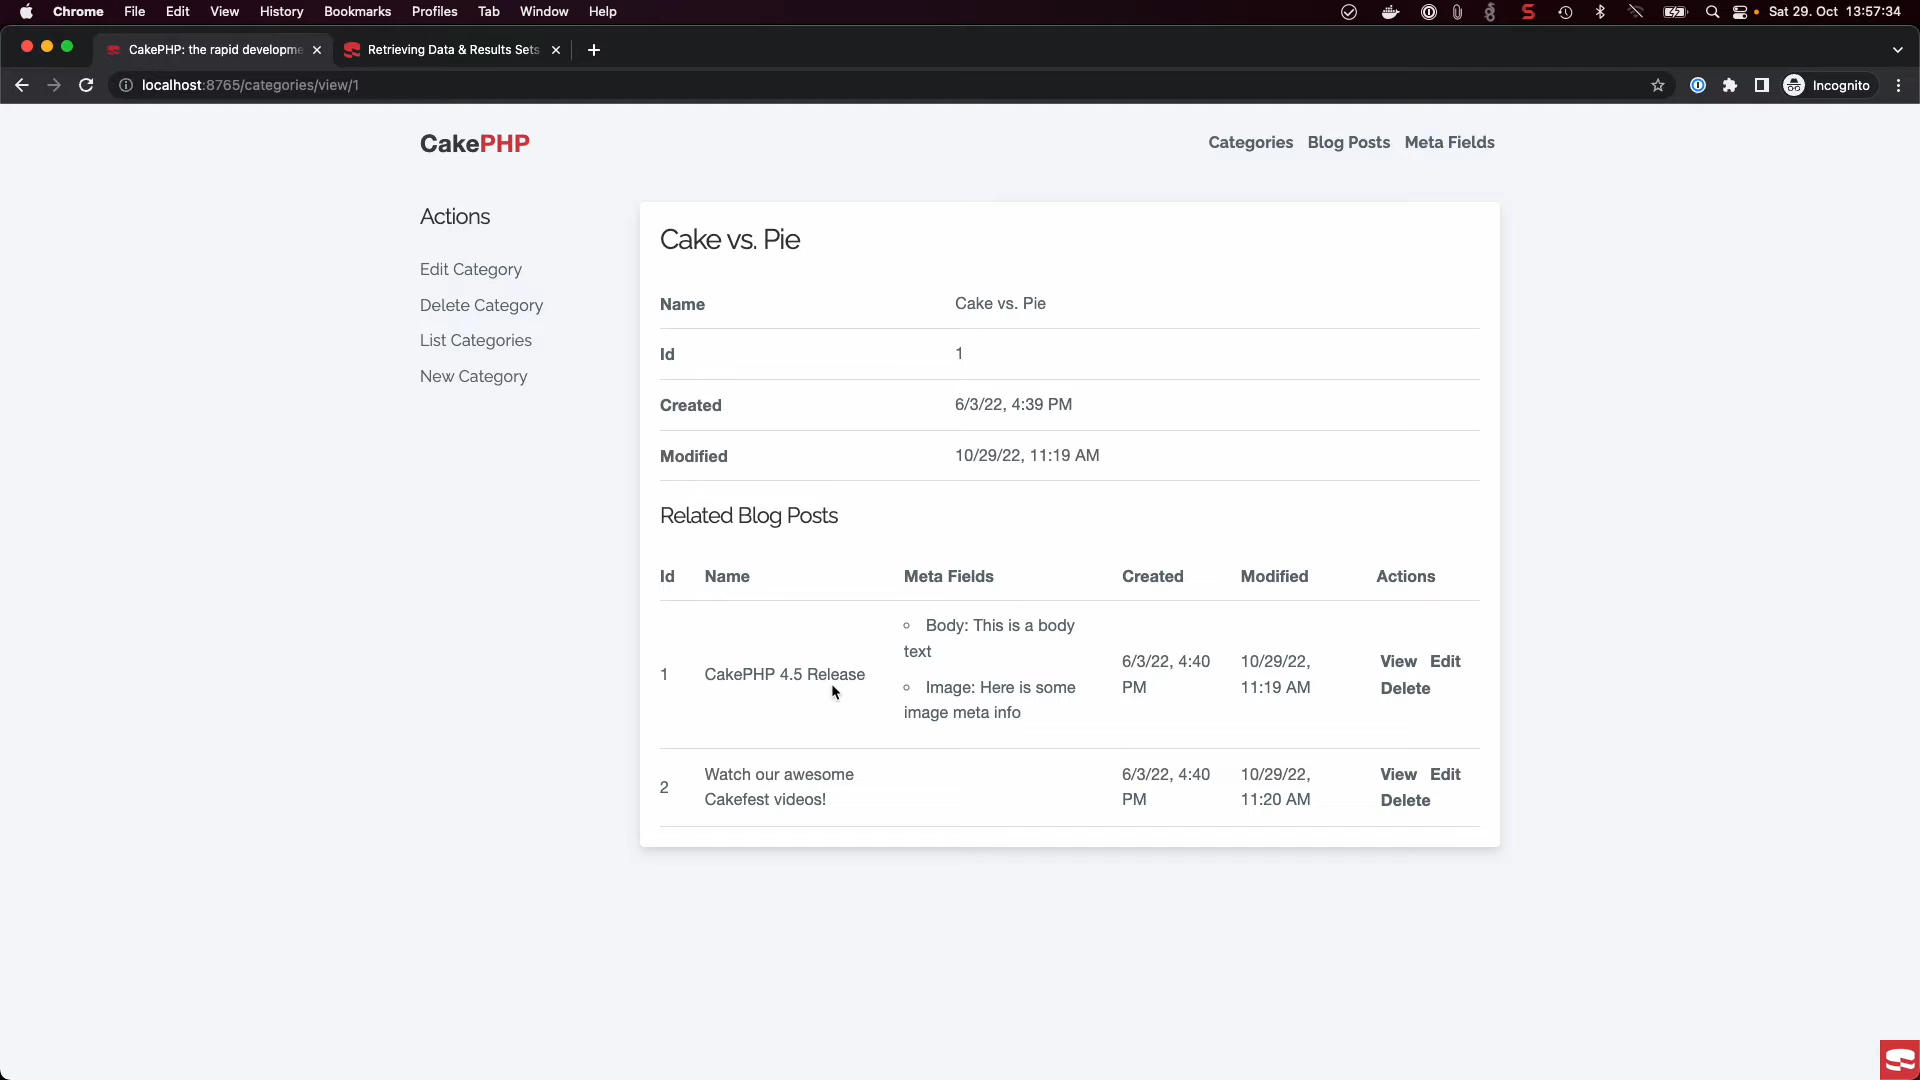 Chrome File Edit View History Bookmarks Profiles Tab Window Help Sat 29. Oct 13:57:34
CakePHP: the rapid developme Retrieving Data & Results Sets
localhost:8765/categories/view/1 Incognito
CakePHP Categories Blog Posts Meta Fields
Actions
Edit Category
Delete Category
List Categories
New Category
Cake vs. Pie
Name Cake vs. Pie
Id 1
Created 6/3/22, 4:39 PM
Modified 10/29/22, 11:19 AM
Related Blog Posts
Id Name Meta Fields Created Modified Actions
1 CakePHP 4.5 Release
Body: This is a body
text
Image: Here is some
image meta info
6/3/22, 4:40
PM
10/29/22,
11:19 AM
View Edit
Delete
2
Watch our awesome
Cakefest videos!
6/3/22, 4:40
PM
10/29/22,
11:20 AM
View Edit
Delete